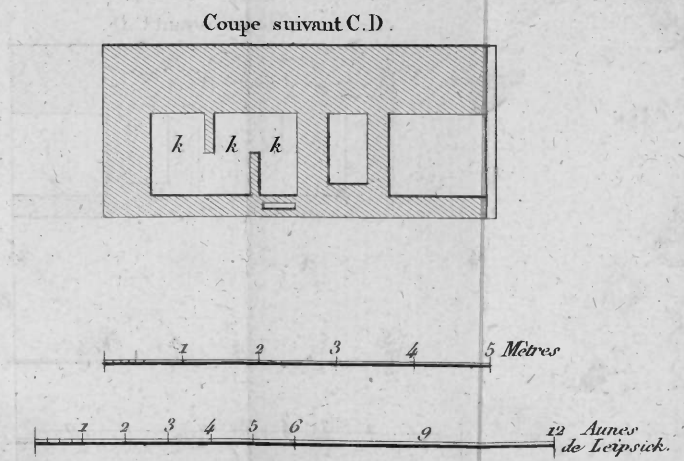 Coupe suivant C.D.
k k k
1 2 3 4 5 Mètres
1 2 3 4 5 6 9 12 Aunes
de Leipsick.